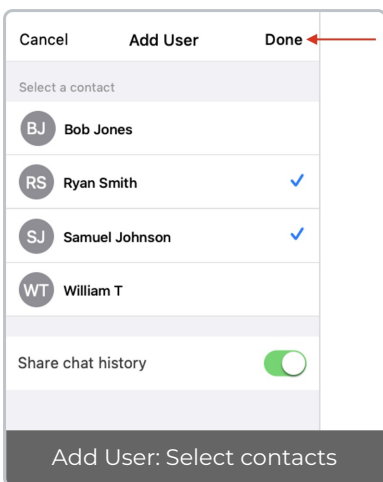 Cancel Add User Done
Select a contact
BJ Bob Jones
RS Ryan Smith
SJ Samuel Johnson
WT William T
Share chat history
Add User: Select contacts